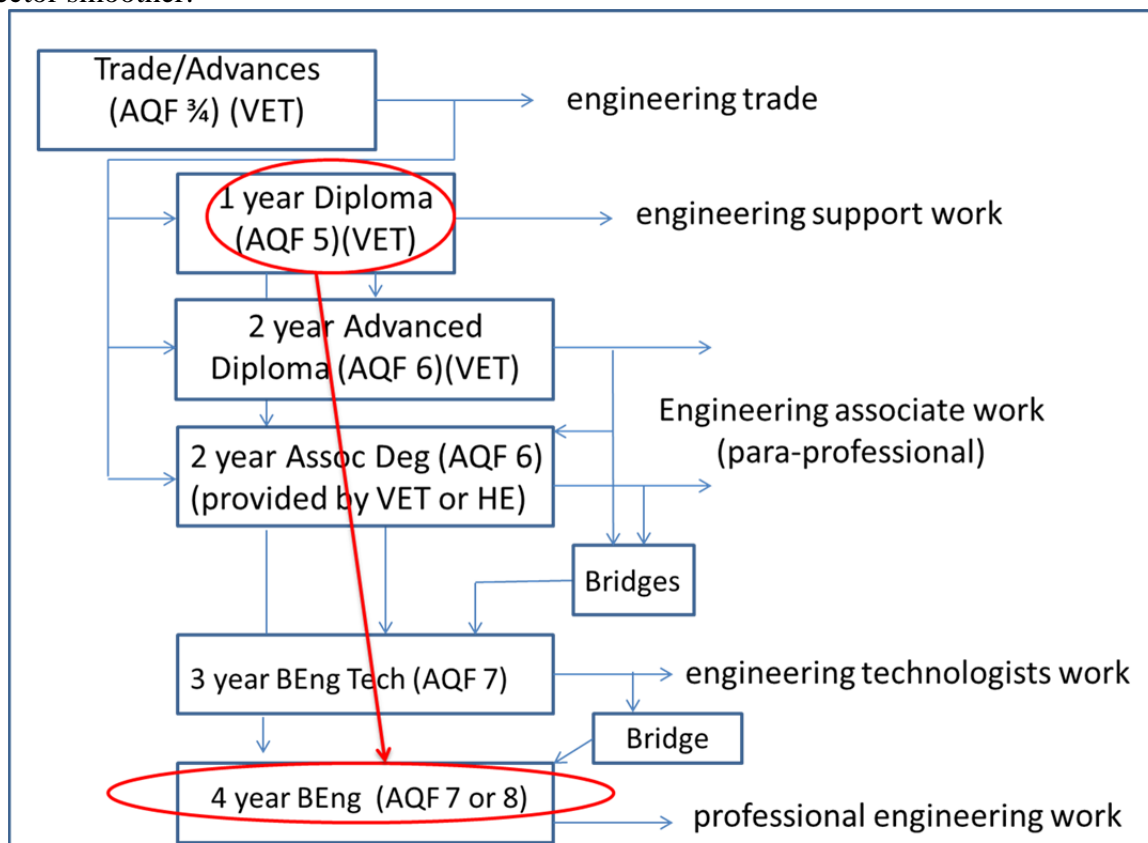 ector smoother.
Trade/Advances
(AQF ¾) (VET)
engineering trade
1 year Diploma
(AQF 5)(VET)
engineering support work
2 year Advanced
Diploma (AQF 6)(VET)
Engineering associate work
(para-professional)
2 year Assoc Deg (AQF 6)
(provided by VET or HE)
Bridges
3 year BEng Tech (AQF 7)
engineering technologists work
Bridge
4 year BEng (AQF 7 or 8)
professional engineering work